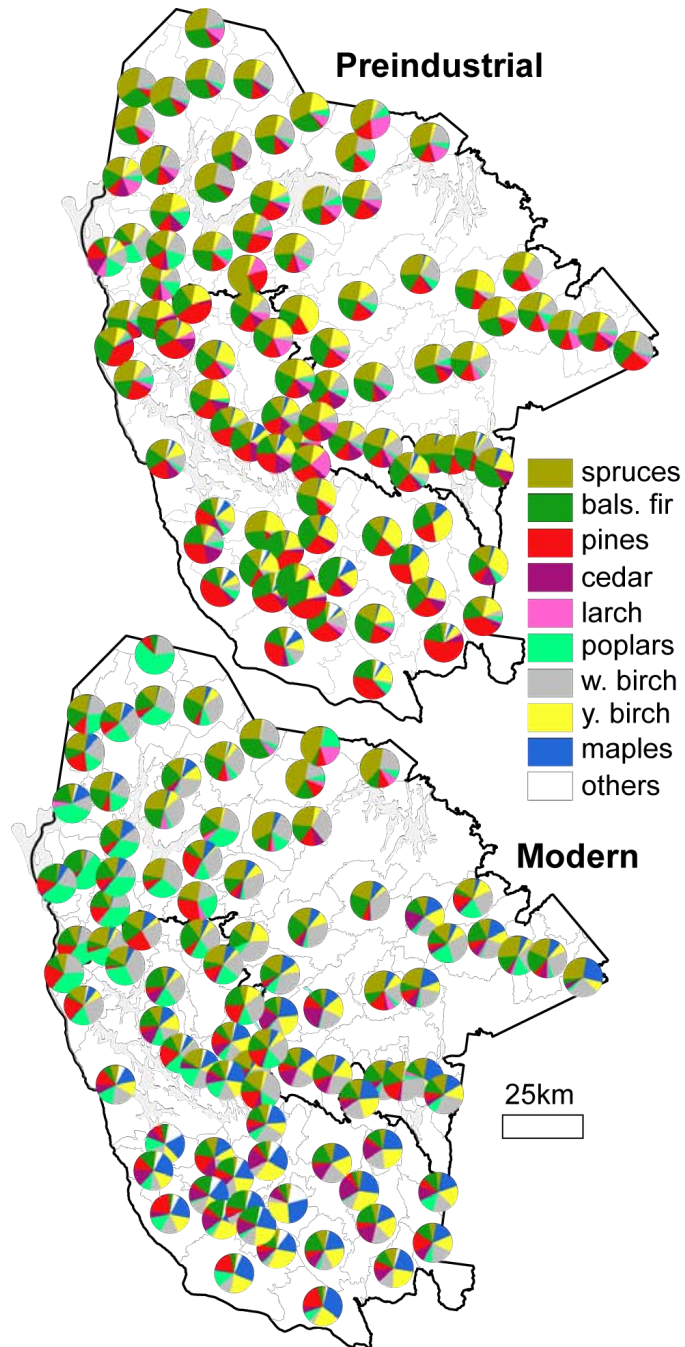 Preindustrial
spruces
bals. fir
pines
cedar
larch
poplars
w. birch
y. birch
maples
others
Modern
25km